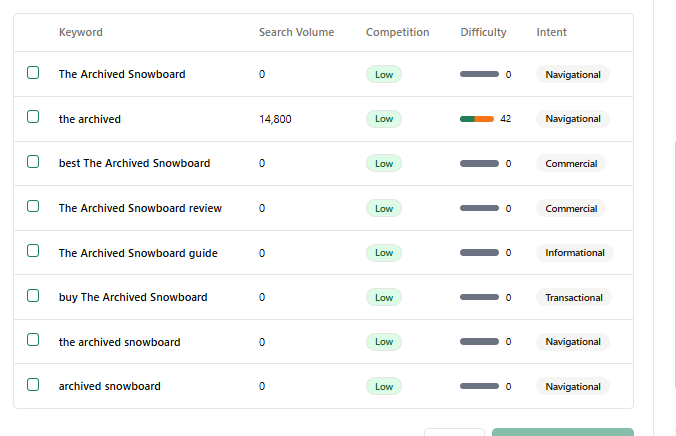 Keyword Search Volume Competition Difficulty Intent
The Archived Snowboard 0 Low 0 Navigational
the archived 14,800 Low 42 Navigational
best The Archived Snowboard 0 Low 0 Commercial
The Archived Snowboard review 0 Low 0 Commercial
The Archived Snowboard guide 0 Low 0 Informational
buy The Archived Snowboard 0 Low 0 Transactional
the archived snowboard 0 Low 0 Navigational
archived snowboard 0 Low 0 Navigational